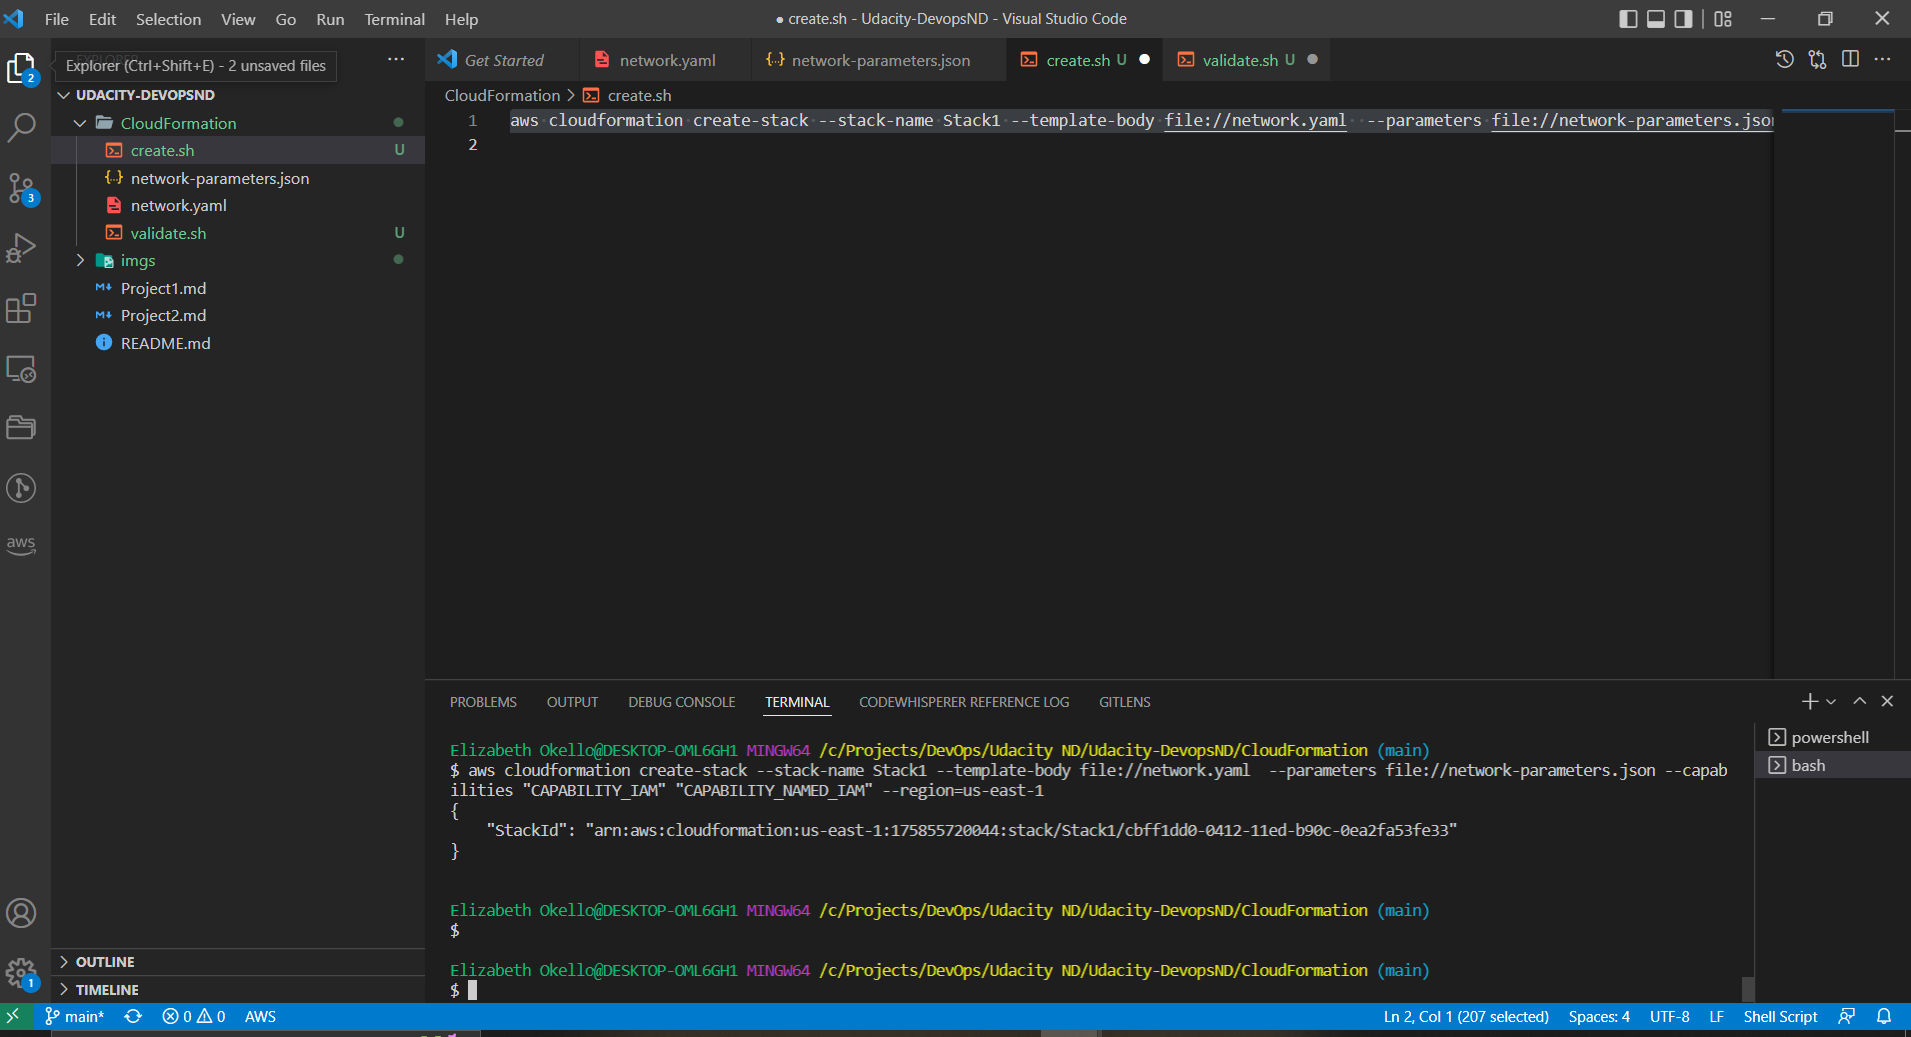 File Edit Selection View Go Run Terminal Help
● create.sh - Udacity-DevopsND - Visual Studio Code
Explorer (Ctrl+Shift+E) - 2 unsaved files
2
UDACITY-DEVOPSND
CloudFormation
create.sh U
network-parameters.json
network.yaml
validate.sh U
imgs
Project1.md
Project2.md
README.md
3
aws
OUTLINE
TIMELINE
1
Get Started network.yaml network-parameters.json create.sh U validate.sh U
CloudFormation > create.sh
1 aws cloudformation create-stack --stack-name Stack1 --template-body file://network.yaml  --parameters file://network-parameters.json
2
PROBLEMS OUTPUT DEBUG CONSOLE TERMINAL CODEWHISPERER REFERENCE LOG GITLENS
powershell
bash
Elizabeth Okello@DESKTOP-OML6GH1 MINGW64 /c/Projects/DevOps/Udacity ND/Udacity-DevopsND/CloudFormation (main)
$ aws cloudformation create-stack --stack-name Stack1 --template-body file://network.yaml  --parameters file://network-parameters.json --capab
ilities "CAPABILITY_IAM" "CAPABILITY_NAMED_IAM" --region=us-east-1
{
"StackId": "arn:aws:cloudformation:us-east-1:175855720044:stack/Stack1/cbff1dd0-0412-11ed-b90c-0ea2fa53fe33"
}
Elizabeth Okello@DESKTOP-OML6GH1 MINGW64 /c/Projects/DevOps/Udacity ND/Udacity-DevopsND/CloudFormation (main)
$
Elizabeth Okello@DESKTOP-OML6GH1 MINGW64 /c/Projects/DevOps/Udacity ND/Udacity-DevopsND/CloudFormation (main)
$
main* 0 0 AWS
Ln 2, Col 1 (207 selected) Spaces: 4 UTF-8 LF Shell Script